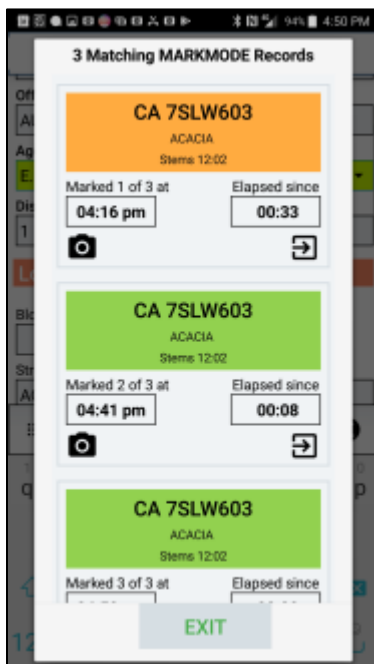 94% 4:50 PM
3 Matching MARKMODE Records
CA 7SLW603
ACACIA
Stems 12:02
Marked 1 of 3 at Elapsed since
04:16 pm 00:33
CA 7SLW603
ACACIA
Stems 12:02
Marked 2 of 3 at Elapsed since
04:41 pm 00:08
CA 7SLW603
ACACIA
Stems 12:02
Marked 3 of 3 at Elapsed since
EXIT